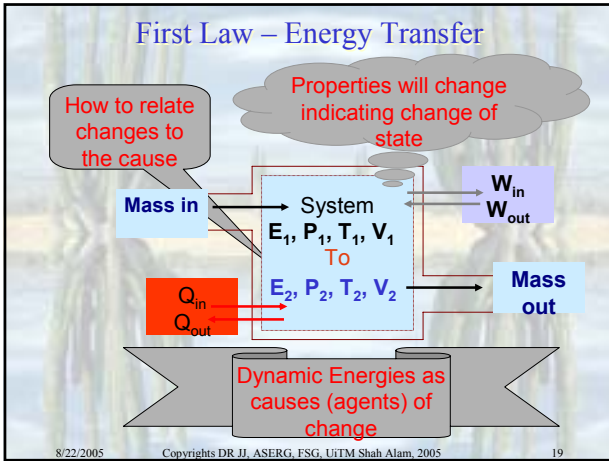 First Law – Energy Transfer
How to relate
changes to
the cause
Properties will change
indicating change of
state
Mass in
System
E1, P1, T1, V1
To
E2, P2, T2, V2
Win
Wout
Qin
Qout
Mass
out
Dynamic Energies as
causes (agents) of
change
8/22/2005 Copyrights DR JJ, ASERG, FSG, UiTM Shah Alam, 2005 19